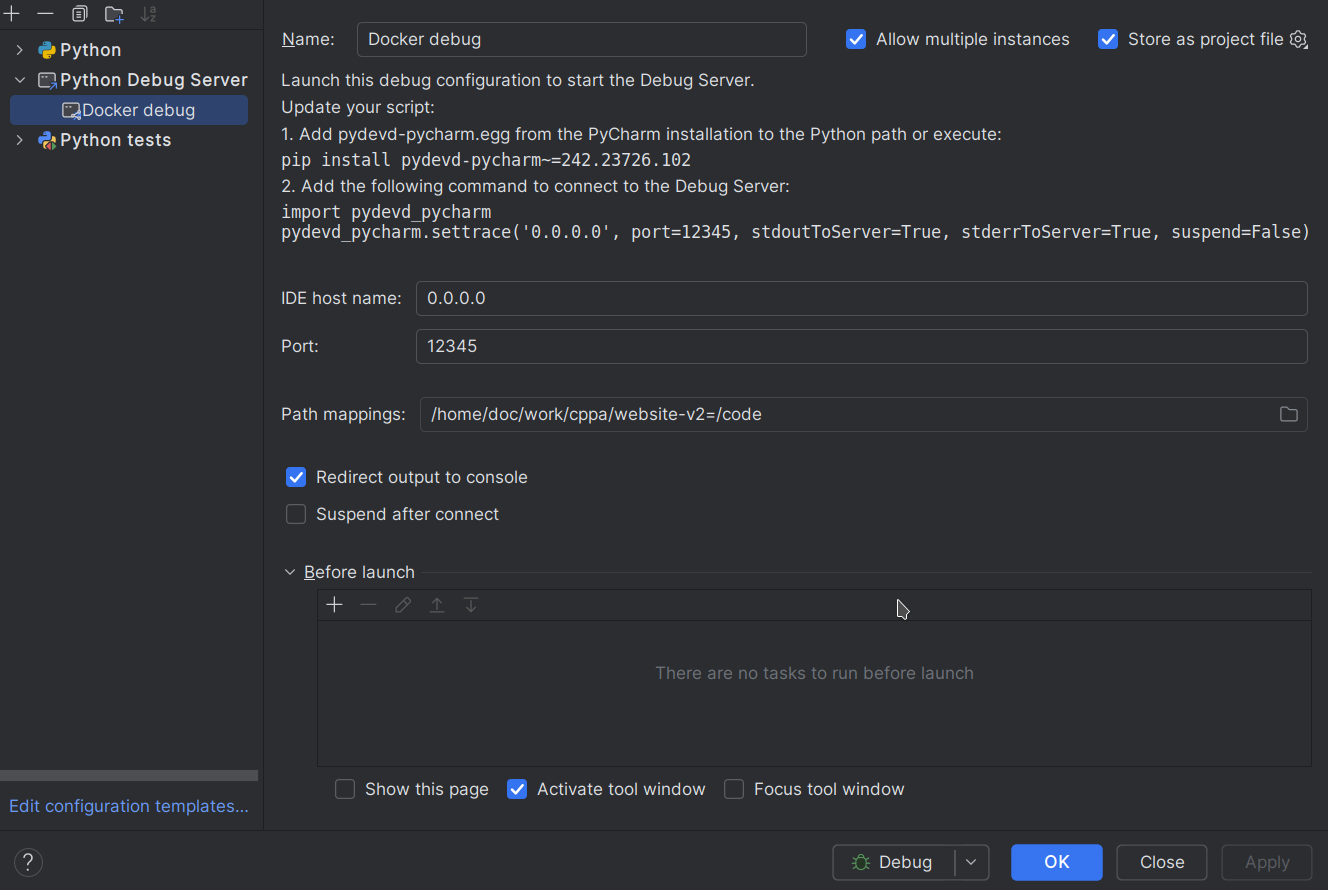 Python
Python Debug Server
Docker debug
Python tests
Edit configuration templates...
Name: Docker debug
Allow multiple instances
Store as project file
Launch this debug configuration to start the Debug Server.
Update your script:
1. Add pydevd-pycharm.egg from the PyCharm installation to the Python path or execute:
pip install pydevd-pycharm~=242.23726.102
2. Add the following command to connect to the Debug Server:
import pydevd_pycharm
pydevd_pycharm.settrace('0.0.0.0', port=12345, stdoutToServer=True, stderrToServer=True, suspend=False)
IDE host name: 0.0.0.0
Port: 12345
Path mappings: /home/doc/work/cppa/website-v2=/code
Redirect output to console
Suspend after connect
Before launch
There are no tasks to run before launch
Show this page Activate tool window Focus tool window
? Debug OK Close Apply